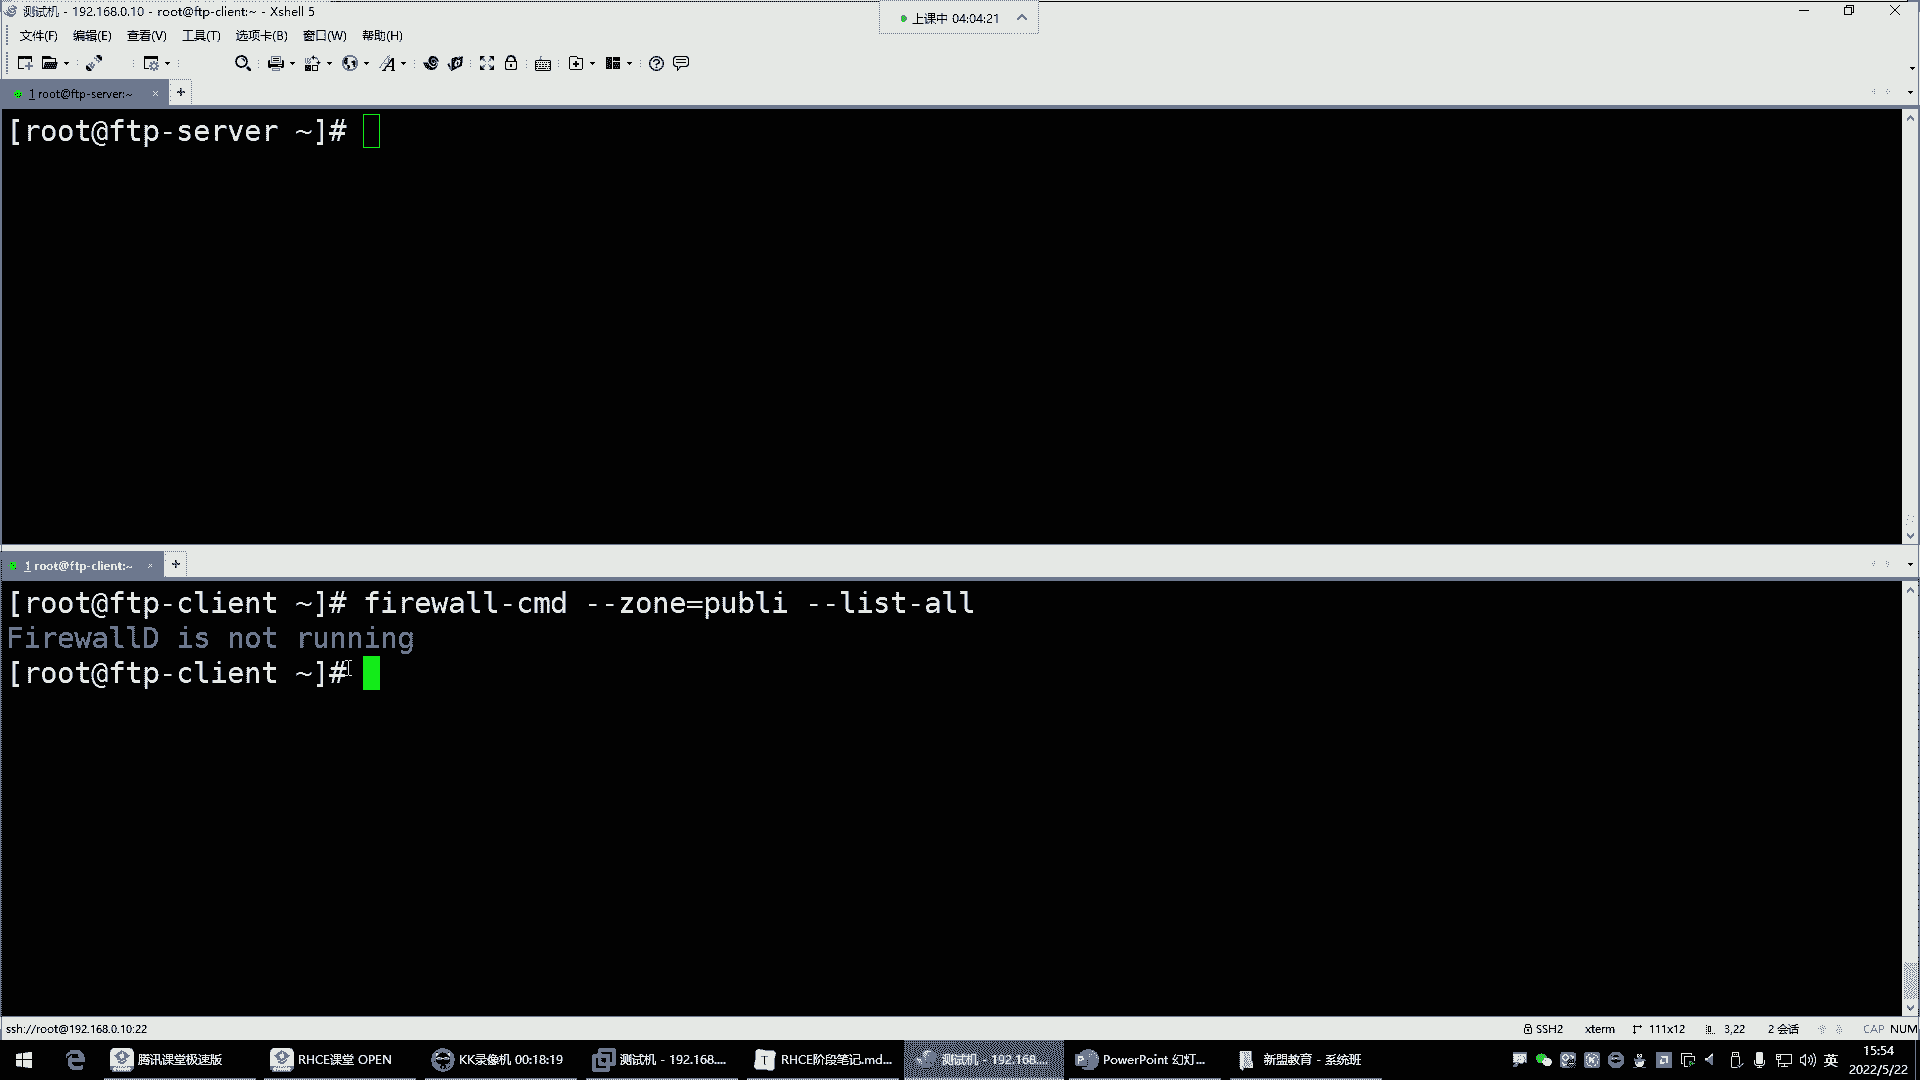 测试机 - 192.168.0.10 - root@ftp-client:~ - Xshell 5
上课中 04:04:21
文件(F) 编辑(E) 查看(V) 工具(T) 选项卡(B) 窗口(W) 帮助(H)
1 root@ftp-server:~ × +
[root@ftp-server ~]#
1 root@ftp-client:~ × +
[root@ftp-client ~]# firewall-cmd --zone=publi --list-all
FirewallD is not running
[root@ftp-client ~]#
ssh://root@192.168.0.10:22 SSH2 xterm 111x12 3,22 2 会话 CAP NUM
腾讯课堂极速版 RHCE课堂 OPEN KK录像机 00:18:19 测试机 - 192.168.... RHCE阶段笔记.md... 测试机 - 192.168.... PowerPoint 幻灯... 新盟教育 - 系统班 英 15:54
2022/5/22